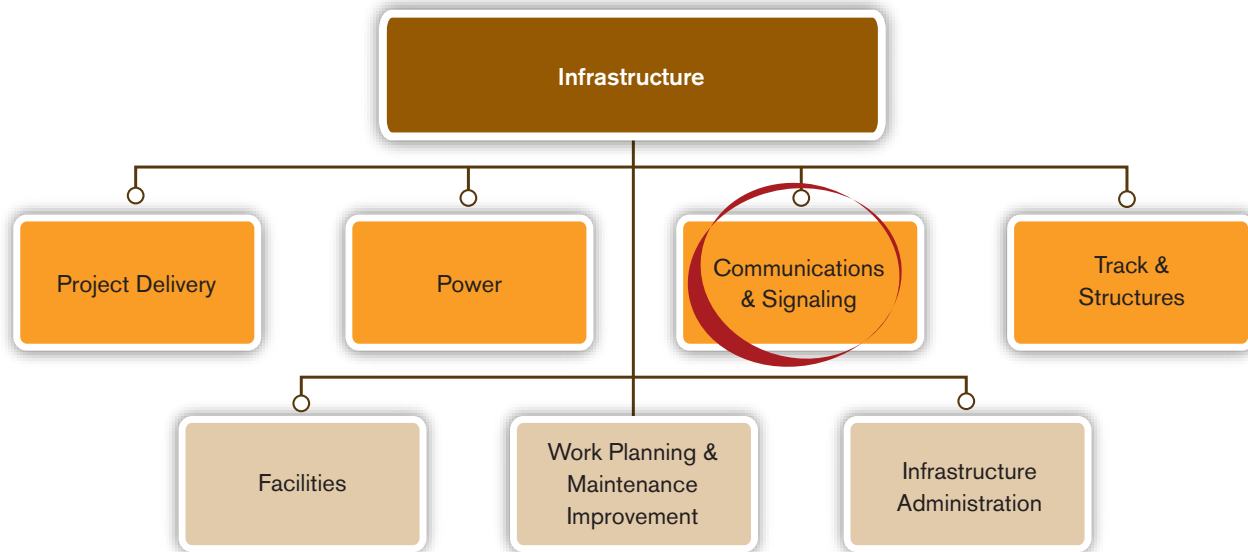 Infrastructure
Project Delivery
Power
Communications
& Signaling
Track &
Structures
Facilities
Work Planning &
Maintenance
Improvement
Infrastructure
Administration